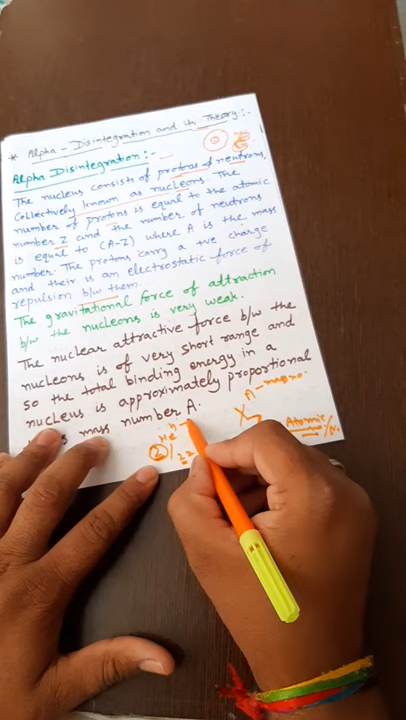 * Alpha - Disintegration and its Theory:-
Alpha Disintegration:-
The nucleus consists of protons & neutrons,
Collectively known as nucleons. The
number of protons is equal to the atomic
number Z and the number of neutrons
is equal to (A-Z) where A is the mass
number. The protons carry a +ve charge
and their is an electrostatic force of
repulsion b/w them.
The gravitational force of attraction
b/w the nucleons is very weak.
The nuclear attractive force b/w the
nucleons is of very short range and
so the total binding energy in a
nucleus is approximately proportional
mass number A.
A - mass no.
X
Z
Atomic/N.
He
2